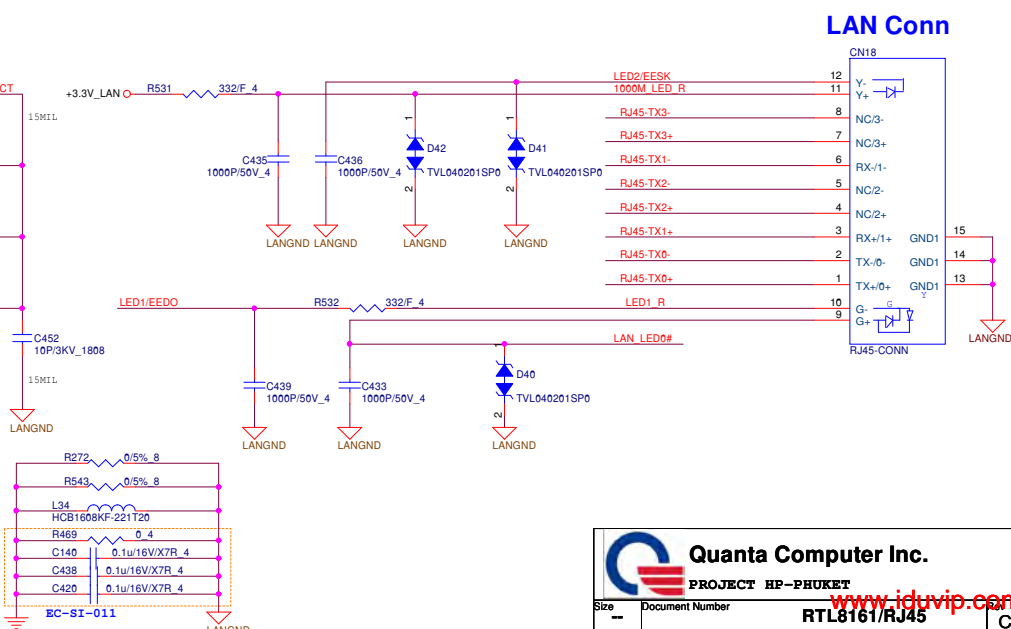 LAN Conn
CN18
CT
+3.3V_LAN
R531
332/F_4
LED2/EESK
12
Y-
1000M_LED_R
11
Y+
15MIL
RJ45-TX3-
8
NC/3-
RJ45-TX3+
7
NC/3+
RJ45-TX1-
6
RX-/1-
RJ45-TX2-
5
NC/2-
RJ45-TX2+
4
NC/2+
RJ45-TX1+
3
RX+/1+
GND1
15
RJ45-TX0-
2
TX-/0-
GND1
14
RJ45-TX0+
1
TX+/0+
GND1
13
Y
C435
1000P/50V_4
C436
1000P/50V_4
1
D42
TVL040201SP0
2
1
D41
TVL040201SP0
2
LANGND
LANGND
LANGND
LANGND
LED1/EEDO
R532
332/F_4
LED1_R
10
G-
G
9
G+
LAN_LED0#
RJ45-CONN
LANGND
C452
10P/3KV_1808
15MIL
LANGND
C439
1000P/50V_4
C433
1000P/50V_4
1
D40
TVL040201SP0
2
LANGND
LANGND
LANGND
R272
0/5%_8
R543
0/5%_8
L34
HCB1608KF-221T20
R469
0_4
C140
0.1u/16V/X7R_4
C438
0.1u/16V/X7R_4
C420
0.1u/16V/X7R_4
EC-SI-011
LANGND
Quanta Computer Inc.
PROJECT HP-PHUKET
Size
--
Document Number
RTL8161/RJ45
www.iduvip.com
Rev
C